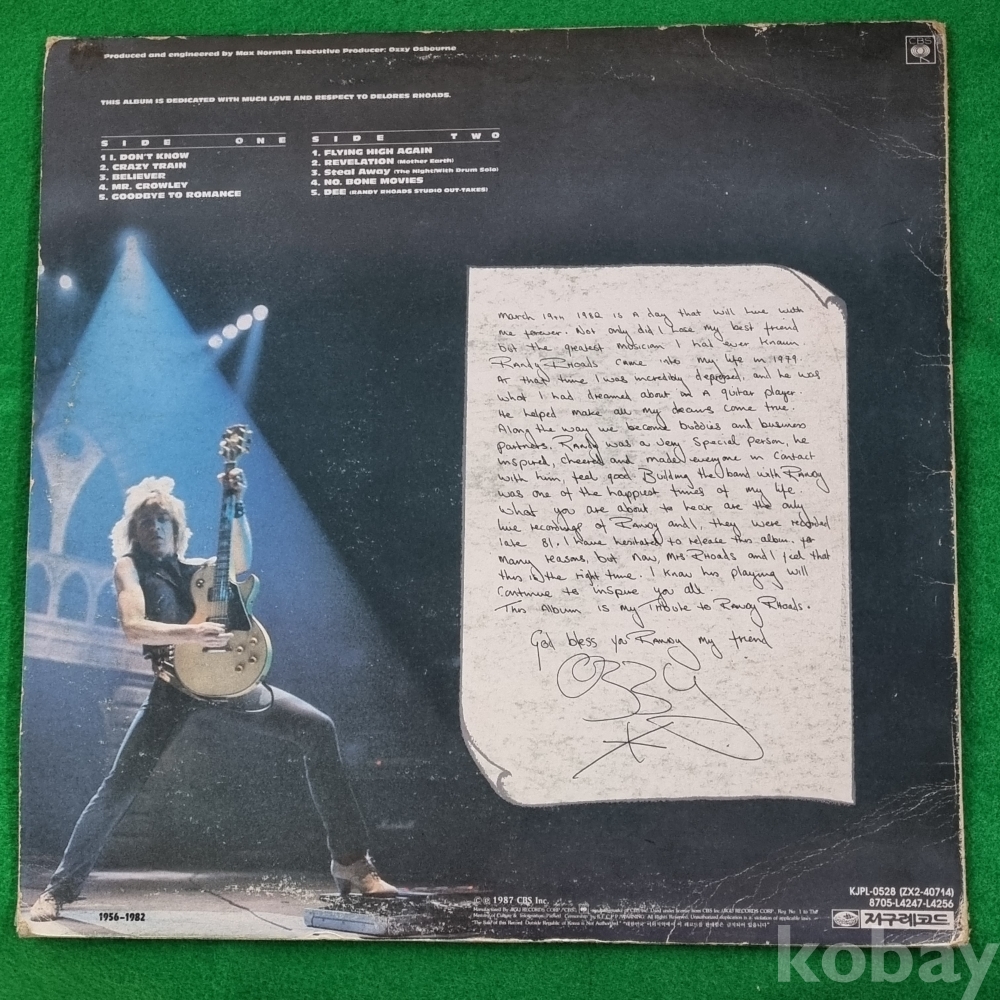 Produced and engineered by Max Norman Executive Producer: Ozzy Osbourne
CBS
THIS ALBUM IS DEDICATED WITH MUCH LOVE AND RESPECT TO DELORES RHOADS.
SIDE ONE
1 I. DON'T KNOW
2. CRAZY TRAIN
3. BELIEVER
4. MR. CROWLEY
5. GOODBYE TO ROMANCE
SIDE TWO
1. FLYING HIGH AGAIN
2. REVELATION (Mother Earth)
3. Steal Away (The Night/With Drum Solo)
4. NO. BONE MOVIES
5. DEE (RANDY RHOADS STUDIO OUT-TAKES)
March 19th 1982 is a day that will live with
me forever. Not only did I lose my best friend
but the greatest musician I had ever known.
Randy Rhoads came into my life in 1979.
At that time I was incredibly depressed, and he was
what I had dreamed about in a guitar player.
He helped make all my dreams come true.
Along the way we became buddies and business
partners. Randy was a very special person, he
inspired, cheered and made everyone in contact
with him, feel good. Building the band with Randy
was one of the happiest times of my life.
What you are about to hear are the only
live recordings of Randy and I, they were recorded
late 81. I have hesitated to release this album, for
many reasons, but now Mrs Rhoads and I feel that
this is the right time. I know his playing will
continue to inspire you all.
This Album is my Tribute to Randy Rhoads.
God bless you Randy my friend
Ozzy
1956-1982
© ℗ 1987 CBS Inc.
KJPL-0528 (ZX2-40714)
8705-L4247-L4256
지구레코드
kobay